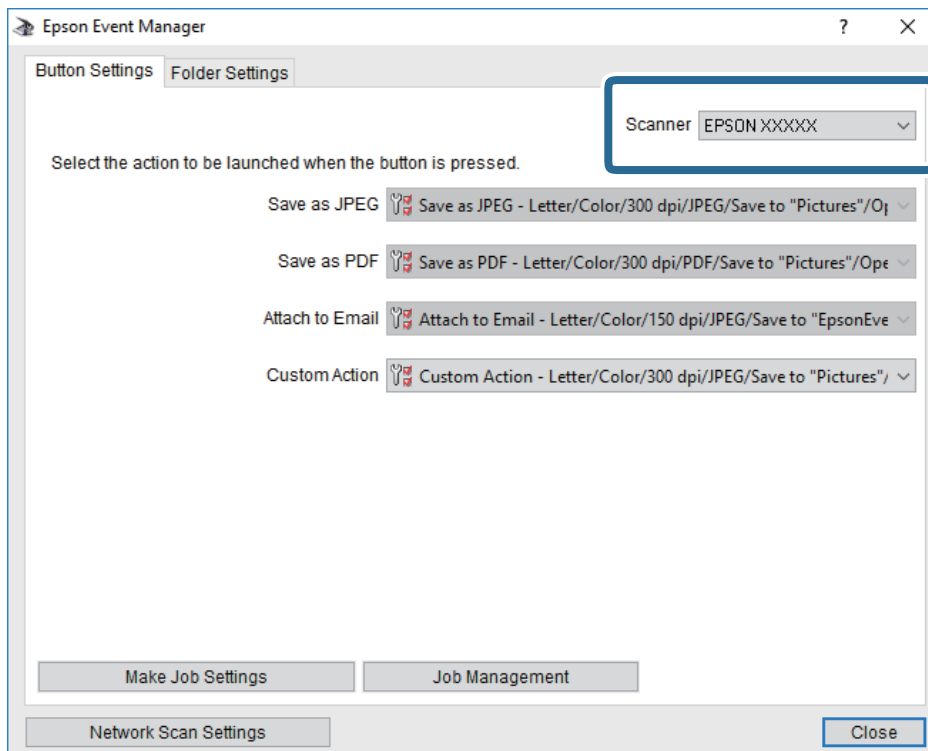 Epson Event Manager
Button Settings Folder Settings
Scanner EPSON XXXXX
Select the action to be launched when the button is pressed.
Save as JPEG Save as JPEG - Letter/Color/300 dpi/JPEG/Save to "Pictures"/Op
Save as PDF Save as PDF - Letter/Color/300 dpi/PDF/Save to "Pictures"/Ope
Attach to Email Attach to Email - Letter/Color/150 dpi/JPEG/Save to "EpsonEve
Custom Action Custom Action - Letter/Color/300 dpi/JPEG/Save to "Pictures"/
Make Job Settings Job Management
Network Scan Settings Close